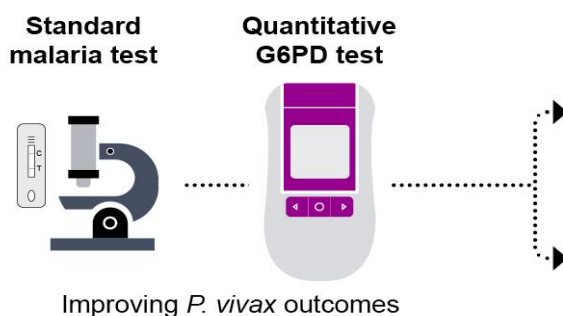 Standard
malaria test
Quantitative
G6PD test
C
T
Improving P. vivax outcomes